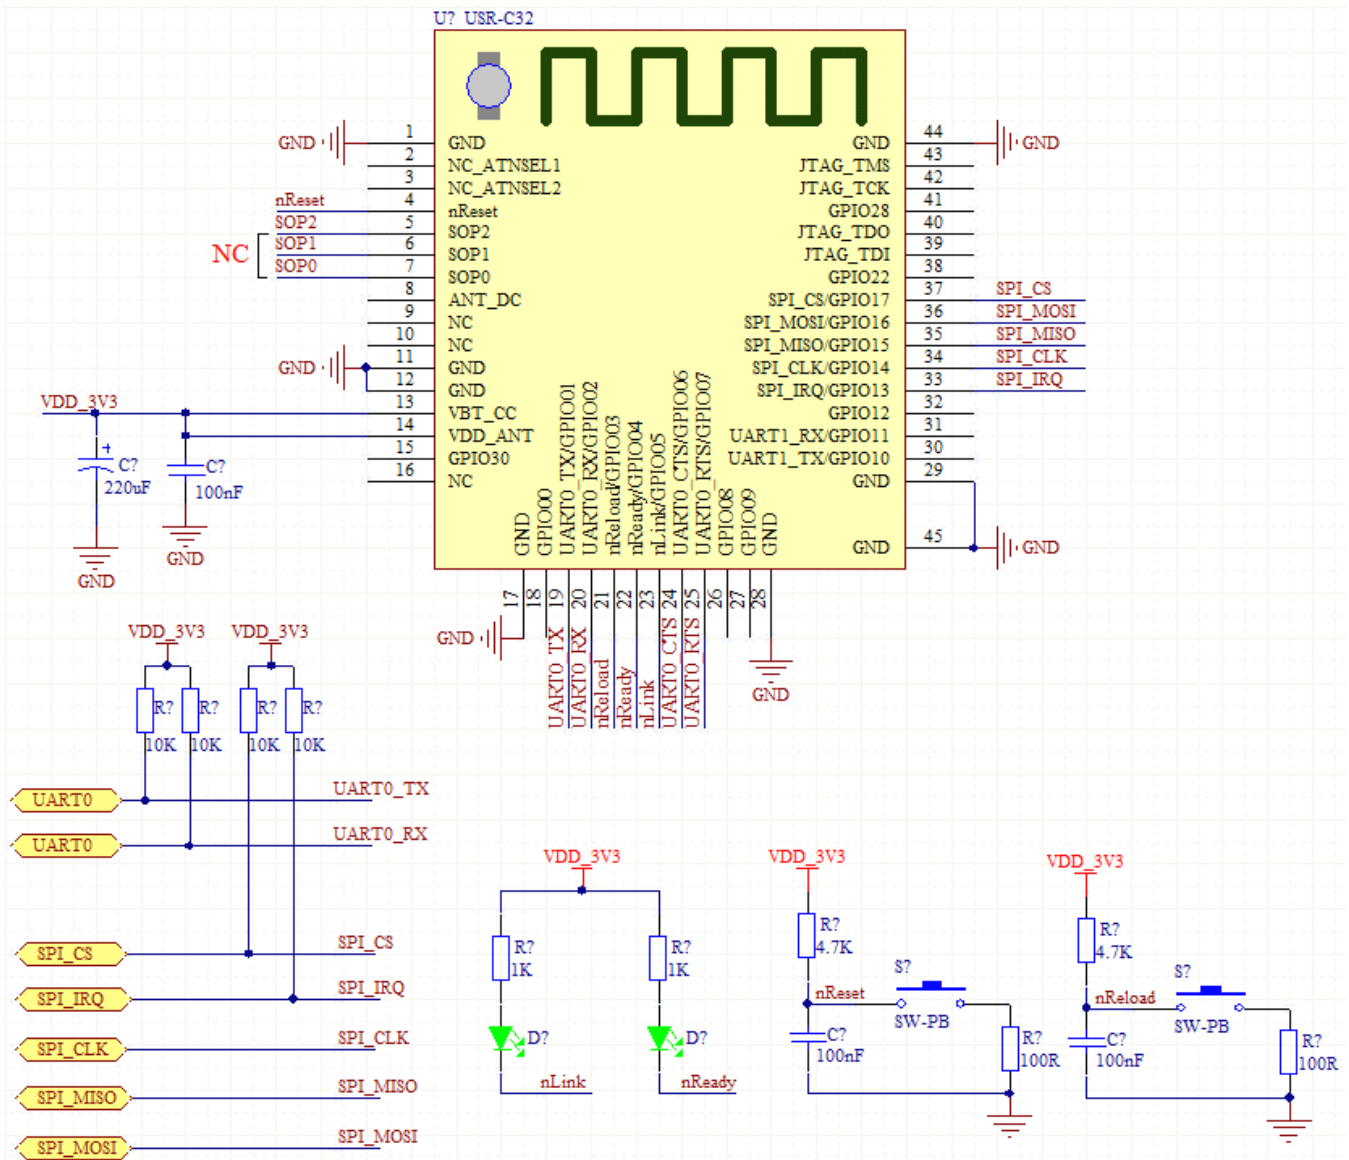 U? USR-C32
GND 1 GND
2 NC_ATNSEL1
3 NC_ATNSEL2
nReset 4 nReset
SOP2 5 SOP2
NC
SOP1 6 SOP1
SOP0 7 SOP0
8 ANT_DC
9 NC
10 NC
GND 11 GND
12 GND
VDD_3V3 13 VBT_CC
14 VDD_ANT
15 GPIO30
16 NC
+
C?
220uF
GND
C?
100nF
GND
GND 44 GND
JTAG_TMS 43
JTAG_TCK 42
GPIO28 41
JTAG_TDO 40
JTAG_TDI 39
GPIO22 38
SPI_CS/GPIO17 37 SPI_CS
SPI_MOSI/GPIO16 36 SPI_MOSI
SPI_MISO/GPIO15 35 SPI_MISO
SPI_CLK/GPIO14 34 SPI_CLK
SPI_IRQ/GPIO13 33 SPI_IRQ
GPIO12 32
UART1_RX/GPIO11 31
UART1_TX/GPIO10 30
GND 29
GND 45 GND
GND 17 GND
GPIO00 18
UART0_TX/GPIO01 19 UART0_TX
UART0_RX/GPIO02 20 UART0_RX
nReload/GPIO03 21 nReload
nReady/GPIO04 22 nReady
nLink/GPIO05 23 nLink
UART0_CTS/GPIO06 24 UART0_CTS
UART0_RTS/GPIO07 25 UART0_RTS
GPIO08 26
GPIO09 27
GND 28 GND
VDD_3V3 VDD_3V3
R? R? R? R?
10K 10K 10K 10K
UART0 UART0_TX
UART0 UART0_RX
SPI_CS SPI_CS
SPI_IRQ SPI_IRQ
SPI_CLK SPI_CLK
SPI_MISO SPI_MISO
SPI_MOSI SPI_MOSI
VDD_3V3
R? R?
1K 1K
D? D?
nLink nReady
VDD_3V3
R?
4.7K
S?
nReset
SW-PB
C?
100nF
R?
100R
VDD_3V3
R?
4.7K
S?
nReload
SW-PB
C?
100nF
R?
100R